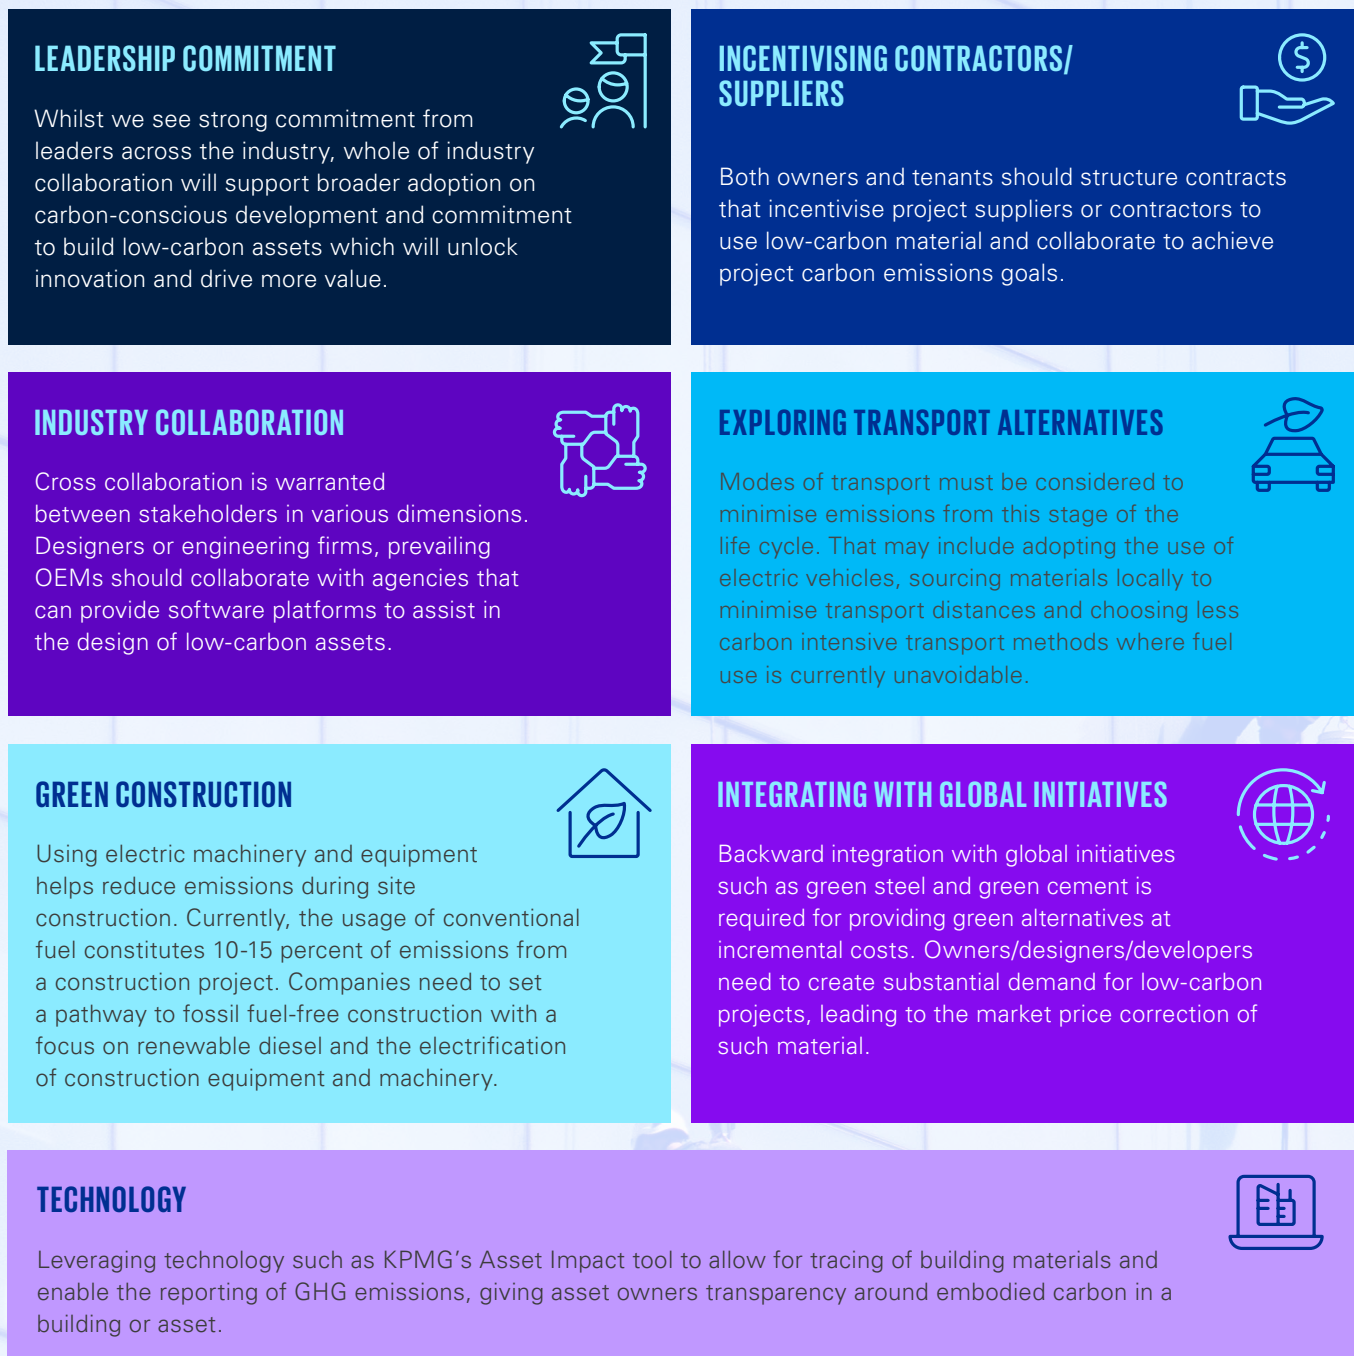 LEADERSHIP COMMITMENT
Whilst we see strong commitment from
leaders across the industry, whole of industry
collaboration will support broader adoption on
carbon-conscious development and commitment
to build low-carbon assets which will unlock
innovation and drive more value.
INCENTIVISING CONTRACTORS/
SUPPLIERS
$
Both owners and tenants should structure contracts
that incentivise project suppliers or contractors to
use low-carbon material and collaborate to achieve
project carbon emissions goals.
INDUSTRY COLLABORATION
Cross collaboration is warranted
between stakeholders in various dimensions.
Designers or engineering firms, prevailing
OEMs should collaborate with agencies that
can provide software platforms to assist in
the design of low-carbon assets.
EXPLORING TRANSPORT ALTERNATIVES
Modes of transport must be considered to
minimise emissions from this stage of the
life cycle. That may include adopting the use of
electric vehicles, sourcing materials locally to
minimise transport distances and choosing less
carbon intensive transport methods where fuel
use is currently unavoidable.
GREEN CONSTRUCTION
Using electric machinery and equipment
helps reduce emissions during site
construction. Currently, the usage of conventional
fuel constitutes 10-15 percent of emissions from
a construction project. Companies need to set
a pathway to fossil fuel-free construction with a
focus on renewable diesel and the electrification
of construction equipment and machinery.
INTEGRATING WITH GLOBAL INITIATIVES
Backward integration with global initiatives
such as green steel and green cement is
required for providing green alternatives at
incremental costs. Owners/designers/developers
need to create substantial demand for low-carbon
projects, leading to the market price correction of
such material.
TECHNOLOGY
Leveraging technology such as KPMG's Asset Impact tool to allow for tracing of building materials and
enable the reporting of GHG emissions, giving asset owners transparency around embodied carbon in a
building or asset.